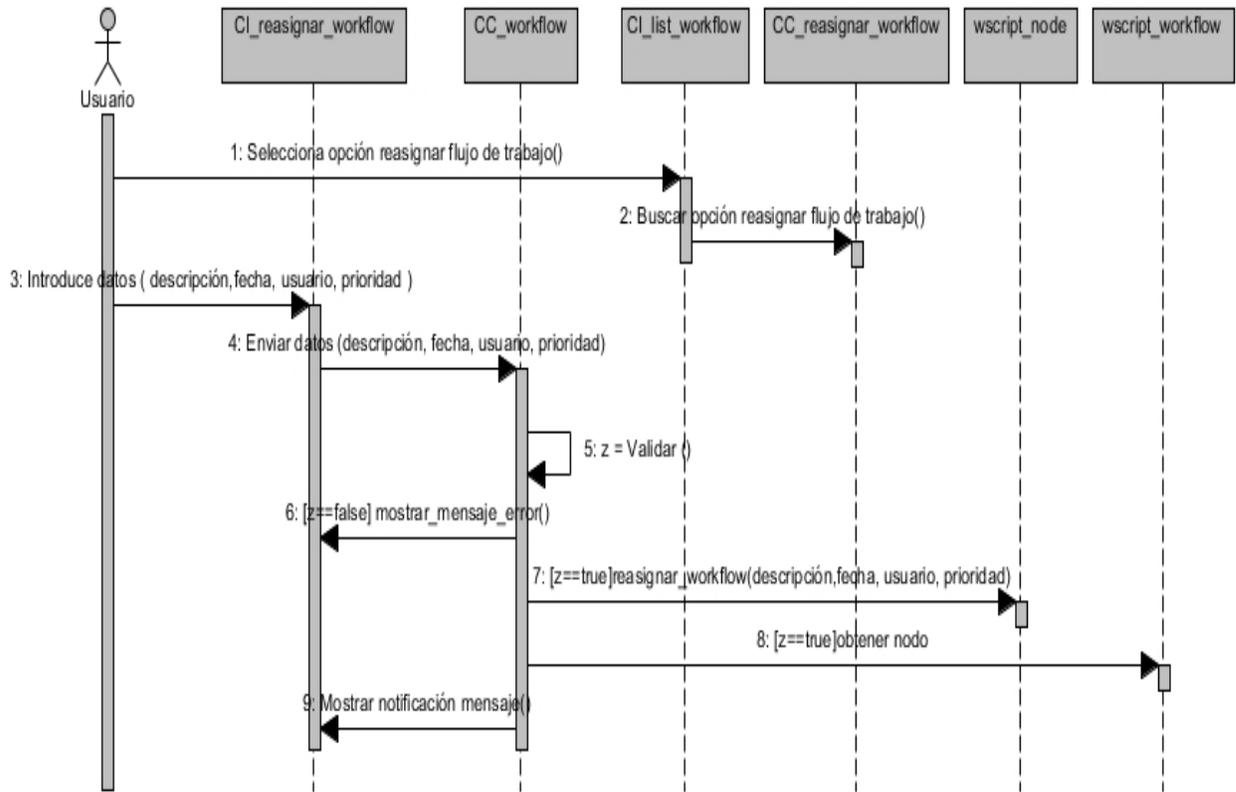 CI_reasignar_workflow
CC_workflow
CI_list_workflow
CC_reasignar_workflow
wscript_node
wscript_workflow
Usuario
1: Selecciona opción reasignar flujo de trabajo()
2: Buscar opción reasignar flujo de trabajo()
3: Introduce datos ( descripción,fecha, usuario, prioridad )
4: Enviar datos (descripción, fecha, usuario, prioridad)
5: z = Validar ()
6: [z==false] mostrar_mensaje_error()
7: [z==true]reasignar_workflow(descripción,fecha, usuario, prioridad)
8: [z==true]obtener nodo
9: Mostrar notificación mensaje()